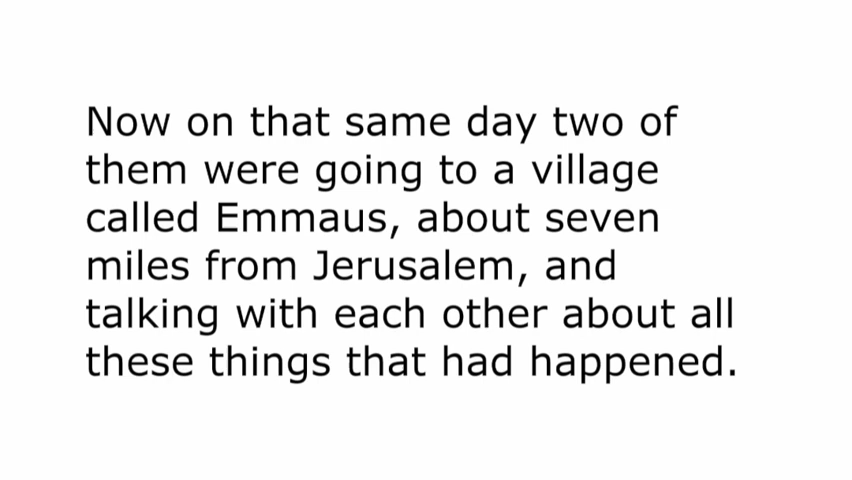 Now on that same day two of
them were going to a village
called Emmaus, about seven
miles from Jerusalem, and
talking with each other about all
these things that had happened.